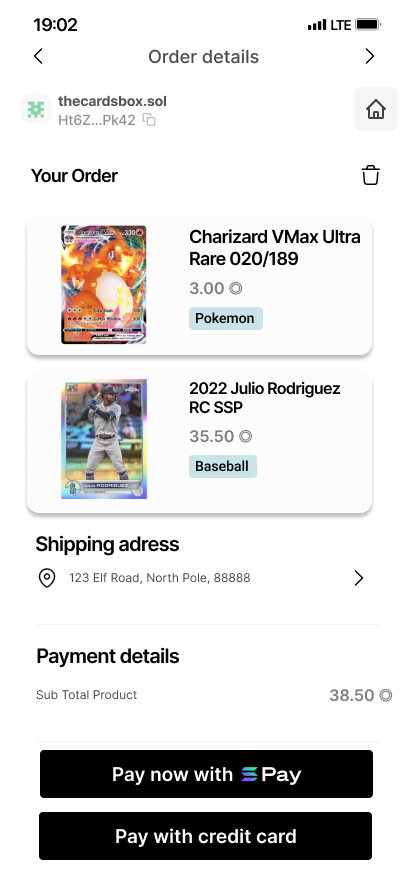 19:02
LTE
Order details
thecardsbox.sol
Ht6Z...Pk42
Your Order
330
Charizard VMax Ultra
Rare 020/189
3.00
Pokemon
2022 Julio Rodriguez
RC SSP
35.50
Baseball
RODRIGUEZ
Shipping adress
123 Elf Road, North Pole, 88888
Payment details
Sub Total Product
38.50
Pay now with Pay
Pay with credit card